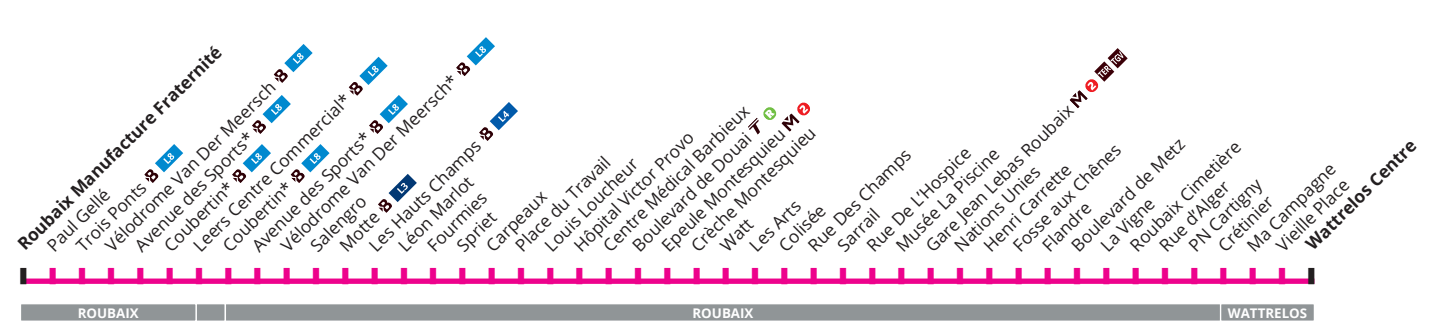 Roubaix Manufacture Fraternité
Paul Gellé
Trois Ponts B L8
Vélodrome Van Der Meersch B L8
Avenue des Sports* B L8
Coubertin* B L8
Leers Centre Commercial* B L8
Coubertin* B L8
Avenue des Sports* B L8
Vélodrome Van Der Meersch* B L8
Salengro
Motte B L3
Les Hauts Champs B L4
Léon Marlot
Fournies
Spriet
Carpeaux
Place du Travail
Louis Loucheur
Hôpital Victor Provo
Centre Médical Barbieux
Boulevard de Douai T R
Epeule Montesquieu M 2
Crèche Montesquieu
Watt
Les Arts
Colisée
Rue Des Champs
Sarrail
Rue De L'Hospice
Musée La Piscine
Gare Jean Lebas Roubaix M 2 TER TGV
Nations Unies
Henri Carrette
Fosse aux Chênes
Flandre
Boulevard de Metz
La Vigne
Roubaix Cimetière
Rue d'Alger
PN Cartigny
Crétinier
Ma Campagne
Vieille Place
Wattrelos Centre
ROUBAIX
ROUBAIX
WATTRELOS